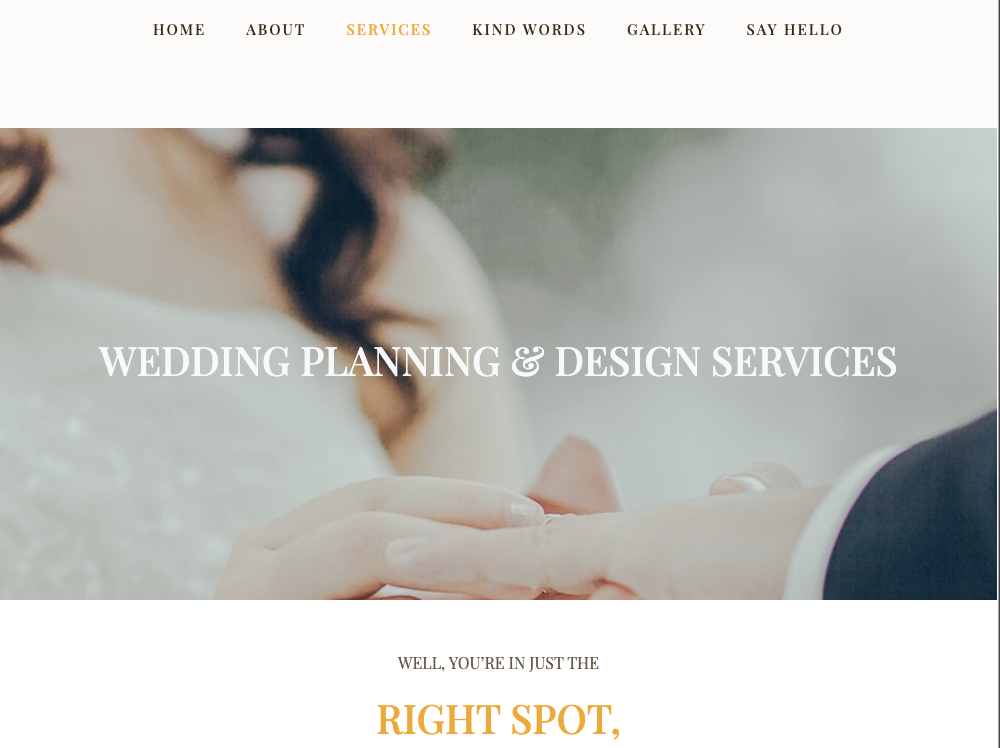 HOME ABOUT SERVICES KIND WORDS GALLERY SAY HELLO
WEDDING PLANNING & DESIGN SERVICES
WELL, YOU’RE IN JUST THE
RIGHT SPOT,